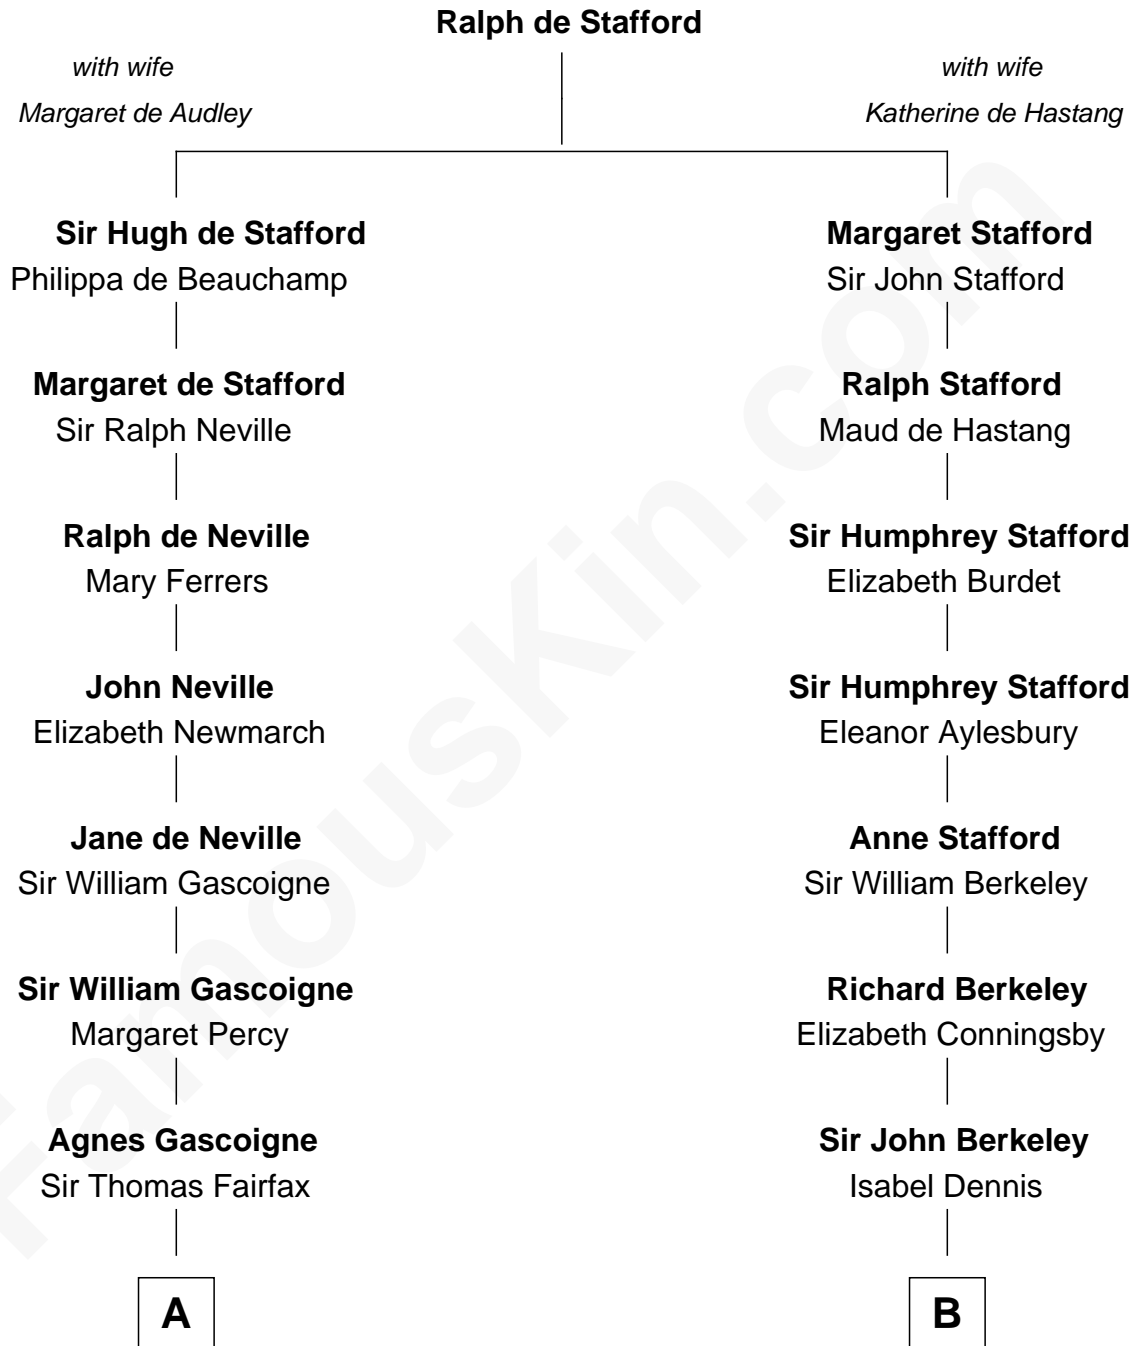 Ralph de Stafford
with wife
Margaret de Audley
with wife
Katherine de Hastang
Sir Hugh de Stafford
Philippa de Beauchamp
Margaret Stafford
Sir John Stafford
Margaret de Stafford
Sir Ralph Neville
Ralph Stafford
Maud de Hastang
Ralph de Neville
Mary Ferrers
Sir Humphrey Stafford
Elizabeth Burdet
John Neville
Elizabeth Newmarch
Sir Humphrey Stafford
Eleanor Aylesbury
Jane de Neville
Sir William Gascoigne
Anne Stafford
Sir William Berkeley
Sir William Gascoigne
Margaret Percy
Richard Berkeley
Elizabeth Conningsby
Agnes Gascoigne
Sir Thomas Fairfax
Sir John Berkeley
Isabel Dennis
A
B
FamousKin.com